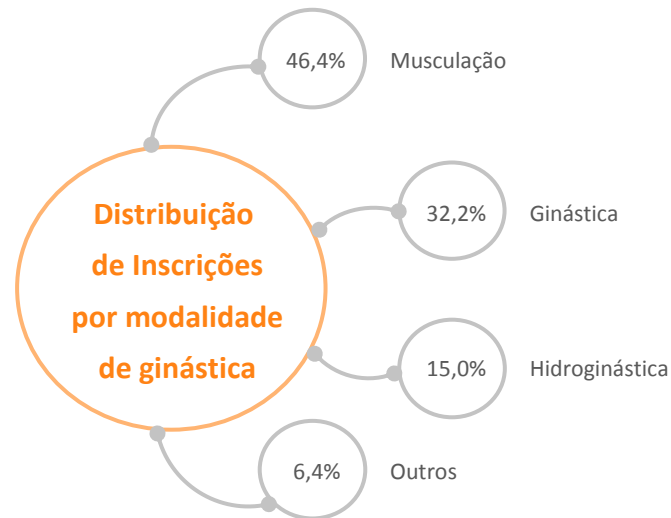 46,4% Musculação
Distribuição
de Inscrições
por modalidade
de ginástica
32,2% Ginástica
15,0% Hidroginástica
6,4% Outros